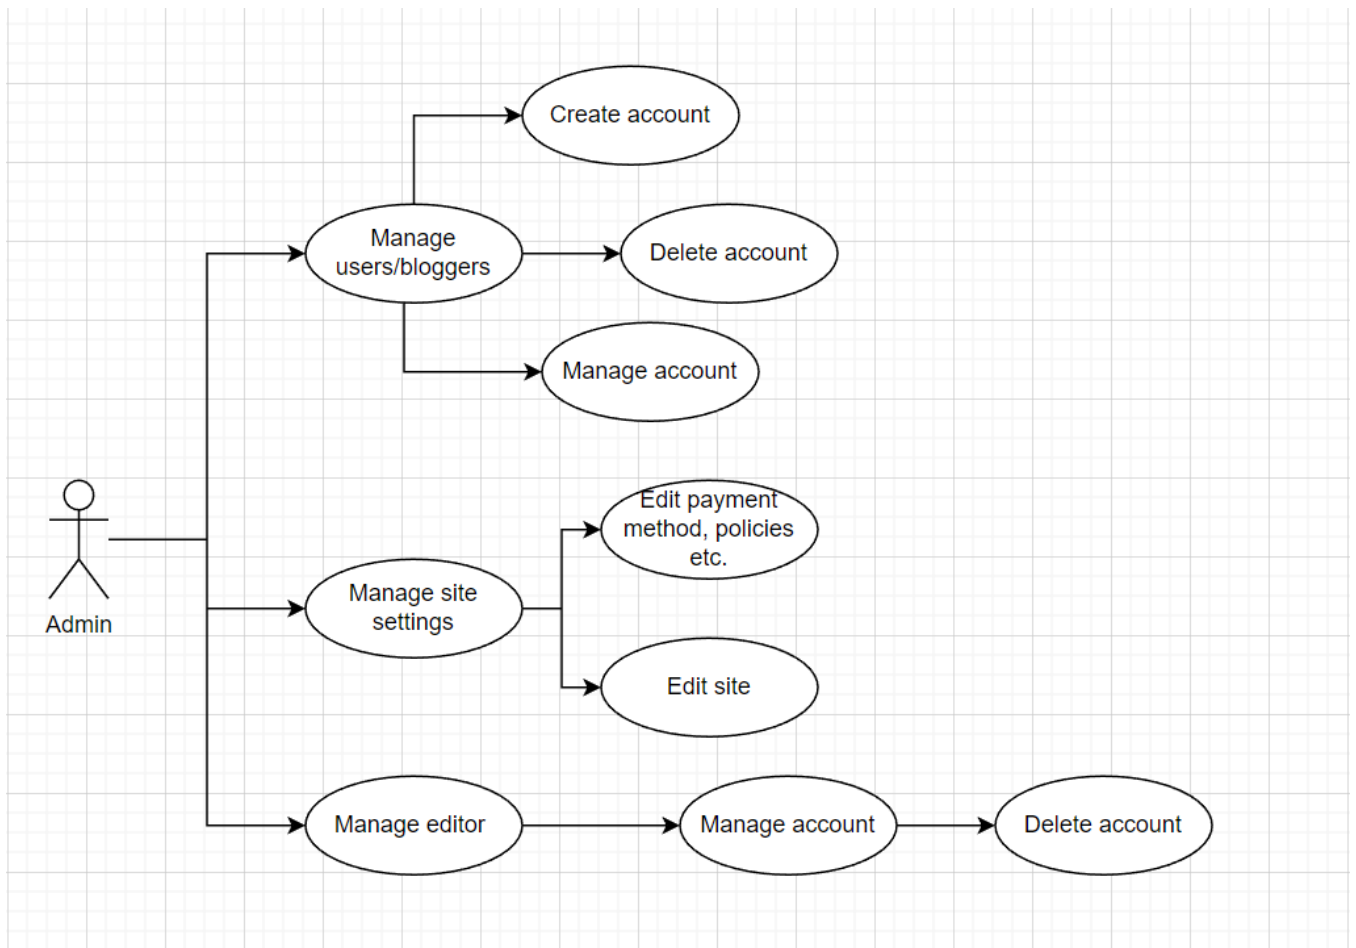 Create account
Manage
users/bloggers
Delete account
Manage account
Edit payment
method, policies
etc.
Admin
Manage site
settings
Edit site
Manage editor
Manage account
Delete account